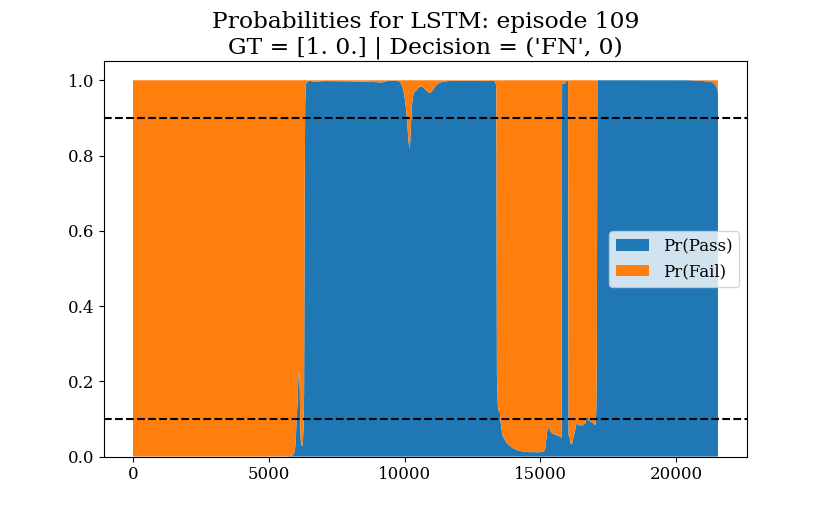 Probabilities for LSTM: episode 109
GT = [1. 0.] | Decision = ('FN', 0)
1.0
0.8
0.6
0.4
0.2
0.0
Pr(Pass)
Pr(Fail)
0
5000
10000
15000
20000